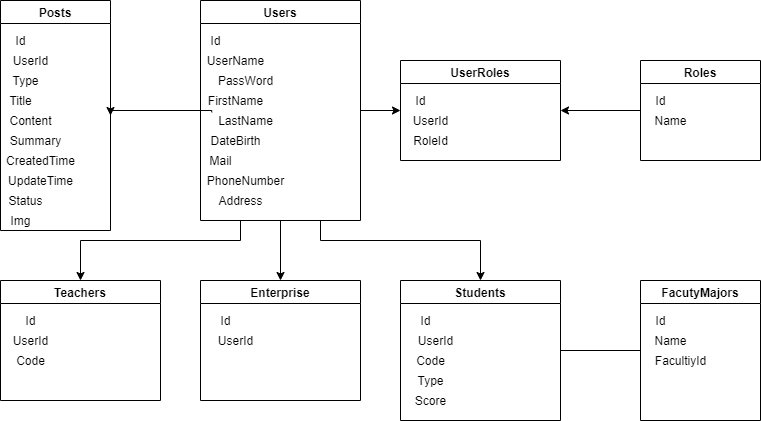 Posts
Id
UserId
Type
Title
Content
Summary
CreatedTime
UpdateTime
Status
Img
Users
Id
UserName
PassWord
FirstName
LastName
DateBirth
Mail
PhoneNumber
Address
UserRoles
Id
UserId
RoleId
Roles
Id
Name
Teachers
Id
UserId
Code
Enterprise
Id
UserId
Students
Id
UserId
Code
Type
Score
FacutyMajors
Id
Name
FacultiyId